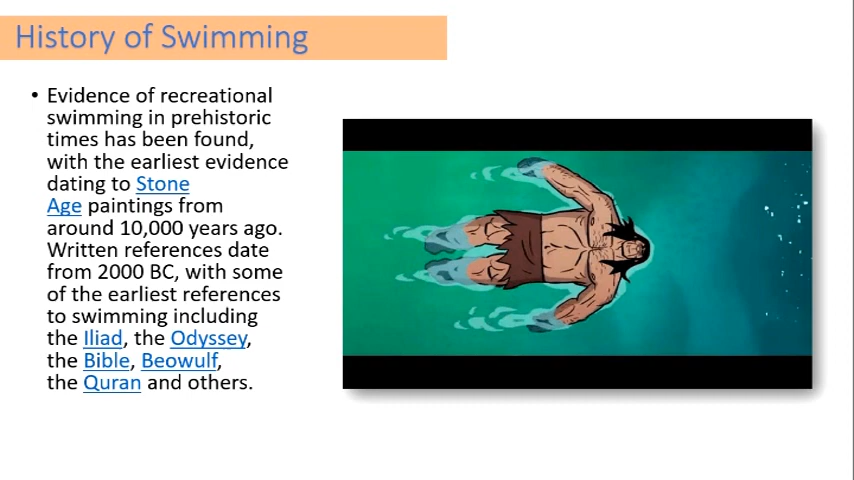 History of Swimming
• Evidence of recreational
swimming in prehistoric
times has been found,
with the earliest evidence
dating to Stone
Age paintings from
around 10,000 years ago.
Written references date
from 2000 BC, with some
of the earliest references
to swimming including
the Iliad, the Odyssey,
the Bible, Beowulf,
the Quran and others.